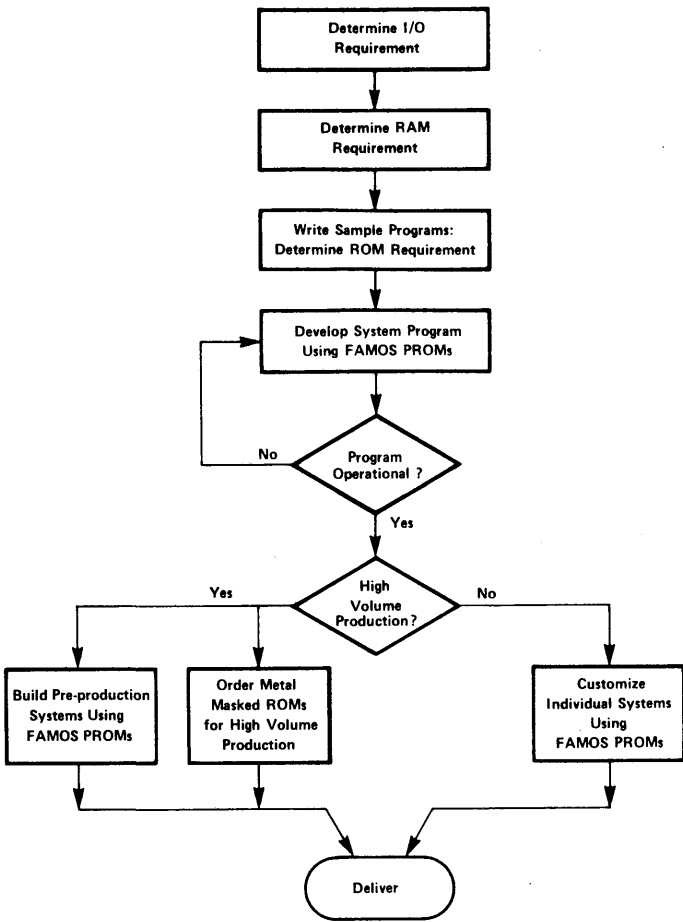 Determine I/O
Requirement
Determine RAM
Requirement
Write Sample Programs:
Determine ROM Requirement
Develop System Program
Using FAMOS PROMs
No
Program
Operational ?
Yes
High
Volume
Production?
Yes
No
Build Pre-production
Systems Using
FAMOS PROMs
Order Metal
Masked ROMs
for High Volume
Production
Customize
Individual Systems
Using
FAMOS PROMs
Deliver